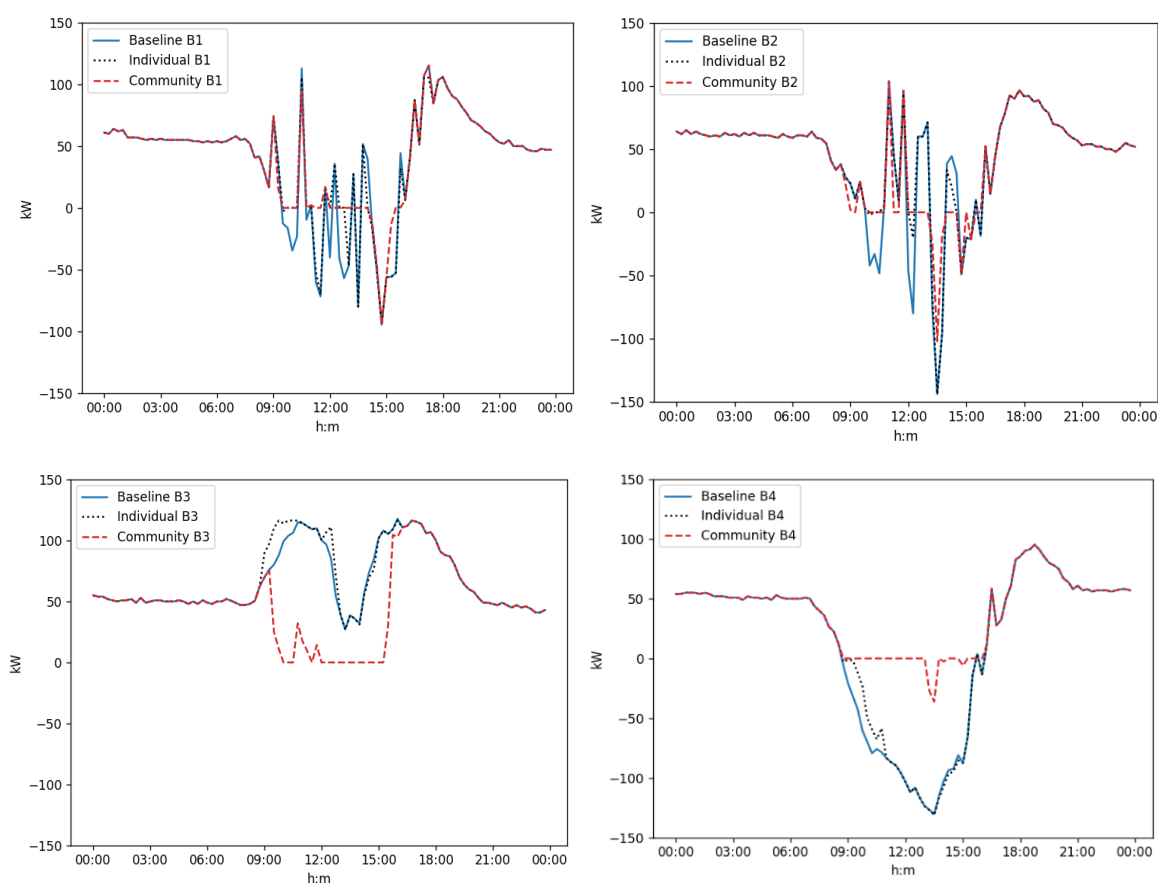 150
100
50
0
−50
−100
−150
kW
Baseline B1
Individual B1
Community B1
00:00 03:00 06:00 09:00 12:00 15:00 18:00 21:00 00:00
h:m
150
100
50
0
−50
−100
−150
kW
Baseline B2
Individual B2
Community B2
00:00 03:00 06:00 09:00 12:00 15:00 18:00 21:00 00:00
h:m
150
100
50
0
−50
−100
−150
kW
Baseline B3
Individual B3
Community B3
00:00 03:00 06:00 09:00 12:00 15:00 18:00 21:00 00:00
h:m
150
100
50
0
−50
−100
−150
kW
Baseline B4
Individual B4
Community B4
00:00 03:00 06:00 09:00 12:00 15:00 18:00 21:00 00:00
h:m